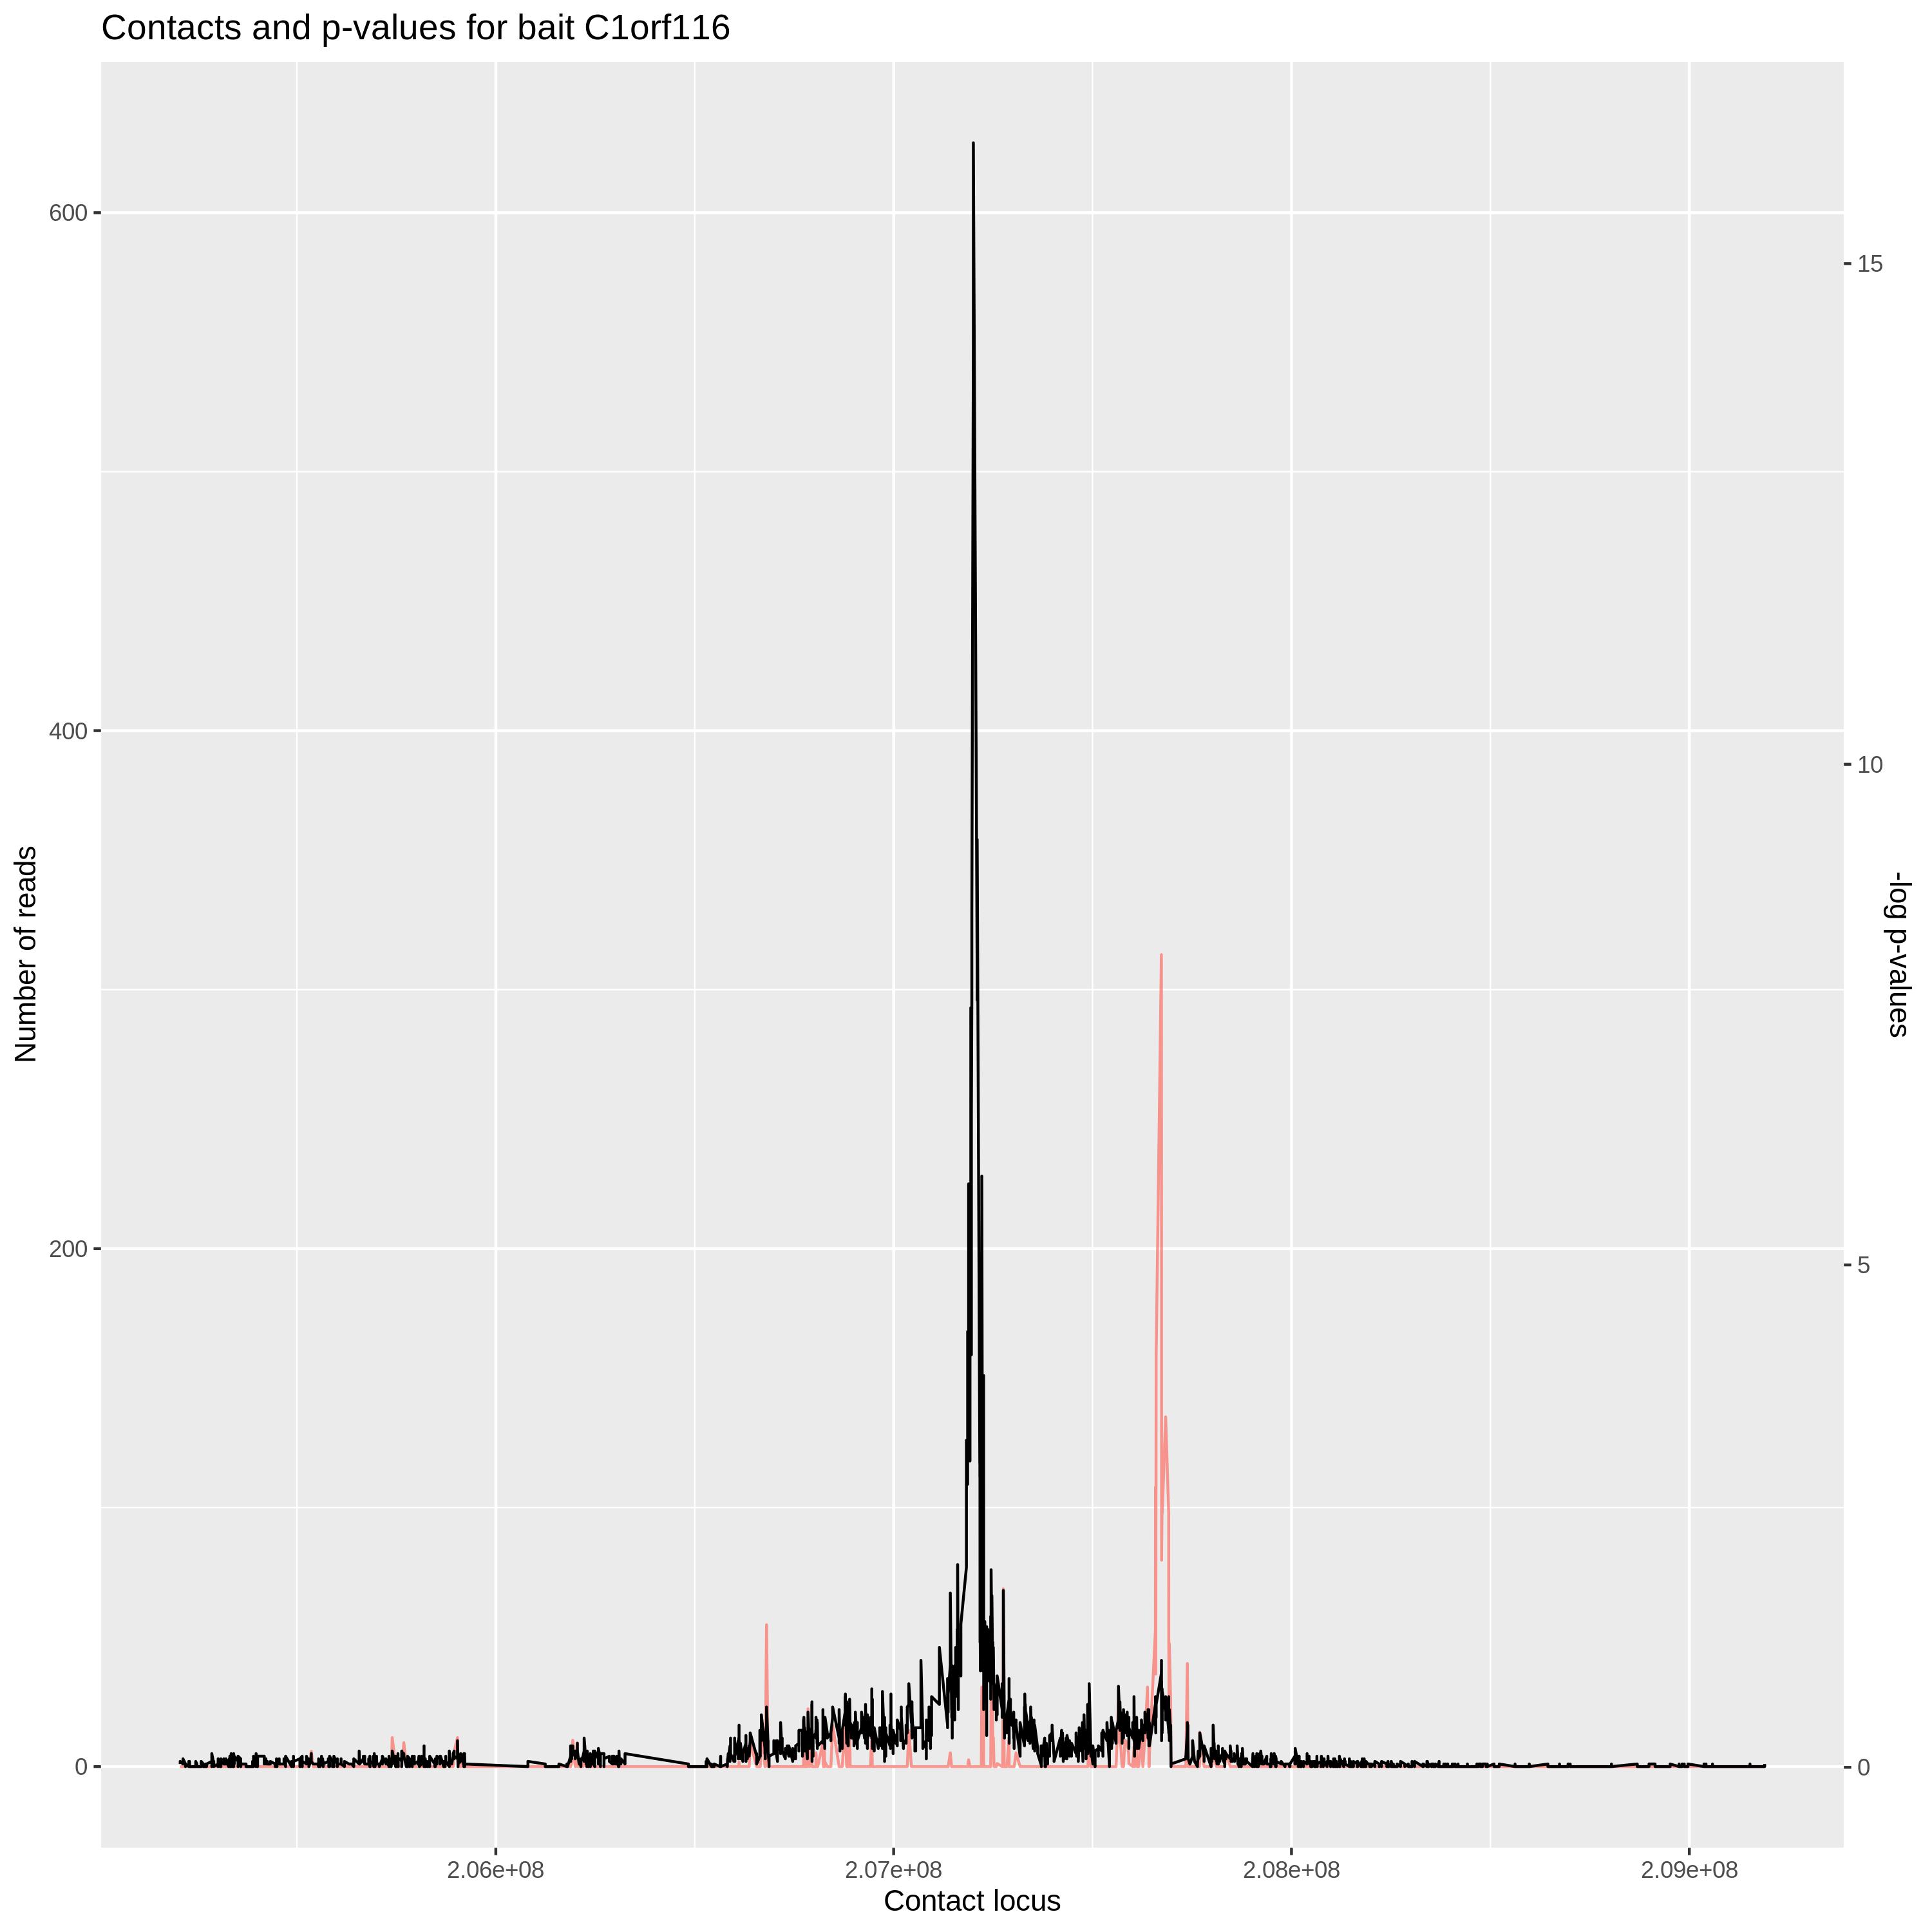 Contacts and p-values for bait C1orf116
600
400
200
0
15
10
5
0
Number of reads
-log p-values
2.06e+08 2.07e+08 2.08e+08 2.09e+08
Contact locus